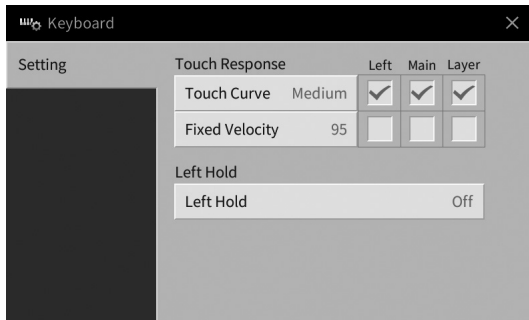 Keyboard
Setting
Touch Response Left Main Layer
Touch Curve Medium
Fixed Velocity 95
Left Hold
Left Hold Off